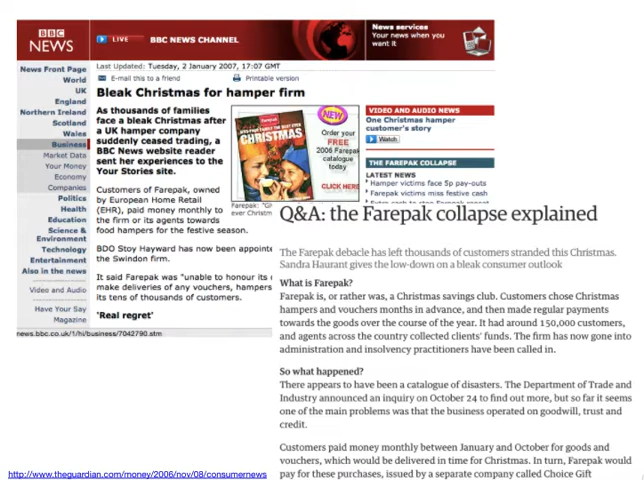 BBC
NEWS
LIVE
BBC NEWS CHANNEL
News services
Your news when you
want it
News Front Page
World
UK
England
Northern Ireland
Scotland
Wales
Business
Market Data
Your Money
Economy
Companies
Politics
Health
Education
Science &
Environment
Technology
Entertainment
Also in the news
Video and Audio
Have Your Say
Magazine
Last Updated: Tuesday, 2 January 2007, 17:07 GMT
E-mail this to a friend
Printable version
Bleak Christmas for hamper firm
As thousands of families
face a bleak Christmas after
a UK hamper company
suddenly ceased trading, a
BBC News website reader
sent her experiences to the
Your Stories site.
Customers of Farepak, owned
by European Home Retail
(EHR), paid money monthly to
the firm or its agents towards
food hampers for the festive season.
BDO Stoy Hayward has now been appointe
the Swindon firm.
It said Farepak was "unable to honour its
make deliveries of any vouchers, hampers
its tens of thousands of customers.
'Real regret'
CHRISTMAS
NEW
Order
your
FREE
2006 Farepak
catalogue
today
CLICK HERE
Farepak:
ever Christm
VIDEO AND AUDIO NEWS
One Christmas hamper
customer's story
Watch
THE FAREPAK COLLAPSE
LATEST NEWS
Hamper victims face 5p pay-outs
Farepak victims miss festive cash
news.bbc.co.uk/1/hi/business/7042790.stm
Q&A: the Farepak collapse explained
The Farepak debacle has left thousands of customers stranded this Christmas.
Sandra Haurant gives the low-down on a bleak consumer outlook
What is Farepak?
Farepak is, or rather was, a Christmas savings club. Customers chose Christmas
hampers and vouchers months in advance, and then made regular payments
towards the goods over the course of the year. It had around 150,000 customers,
and agents across the country collected clients' funds. The firm has now gone into
administration and insolvency practitioners have been called in.
So what happened?
There appears to have been a catalogue of disasters. The Department of Trade and
Industry announced an inquiry on October 24 to find out more, but so far it seems
one of the main problems was that the business operated on goodwill, trust and
credit.
Customers paid money monthly between January and October for goods and
vouchers, which would be delivered in time for Christmas. In turn, Farepak would
pay for these purchases, issued by a separate company called Choice Gift
http://www.theguardian.com/money/2006/nov/08/consumernews